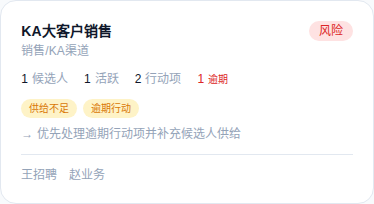 KA大客户销售 风险
销售/KA渠道
1 候选人 1 活跃 2 行动项 1 逾期
供给不足 逾期行动
→ 优先处理逾期行动项并补充候选人供给
王招聘 赵业务